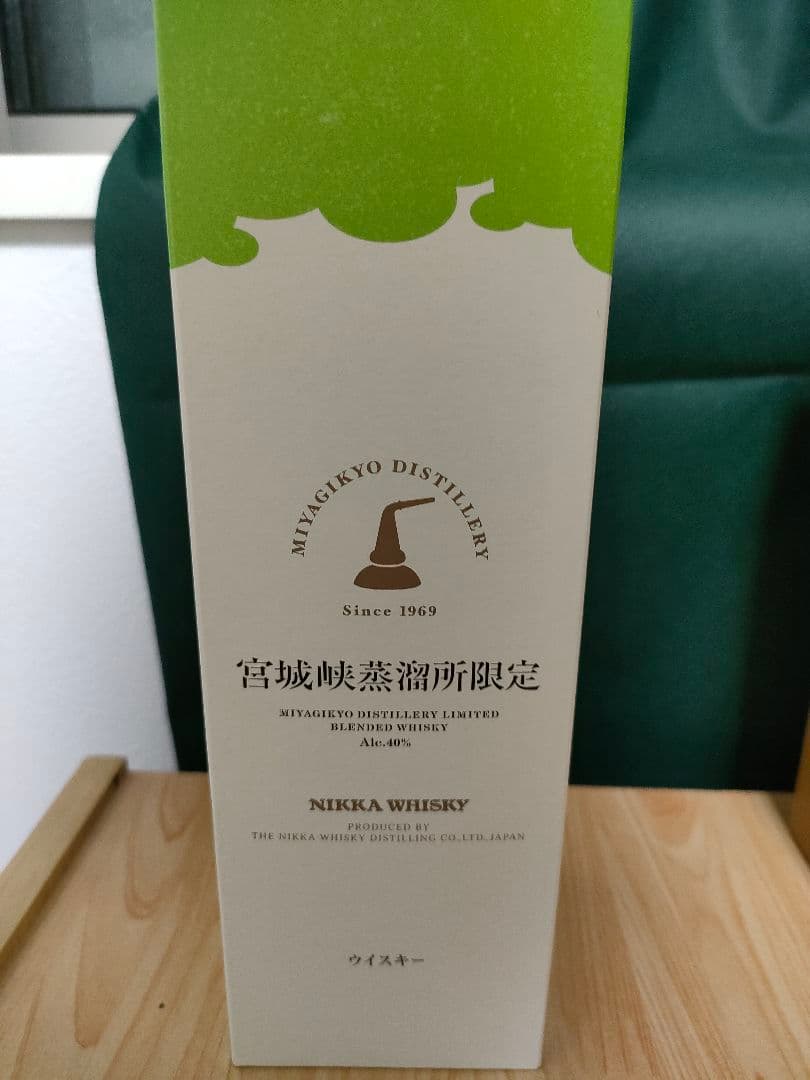 MIYAGIKYO DISTILLERY
Since 1969
宮城峡蒸溜所限定
MIYAGIKYO DISTILLERY LIMITED
BLENDED WHISKY
Alc.40%
NIKKA WHISKY
PRODUCED BY
THE NIKKA WHISKY DISTILLING CO.,LTD.JAPAN
ウイスキー